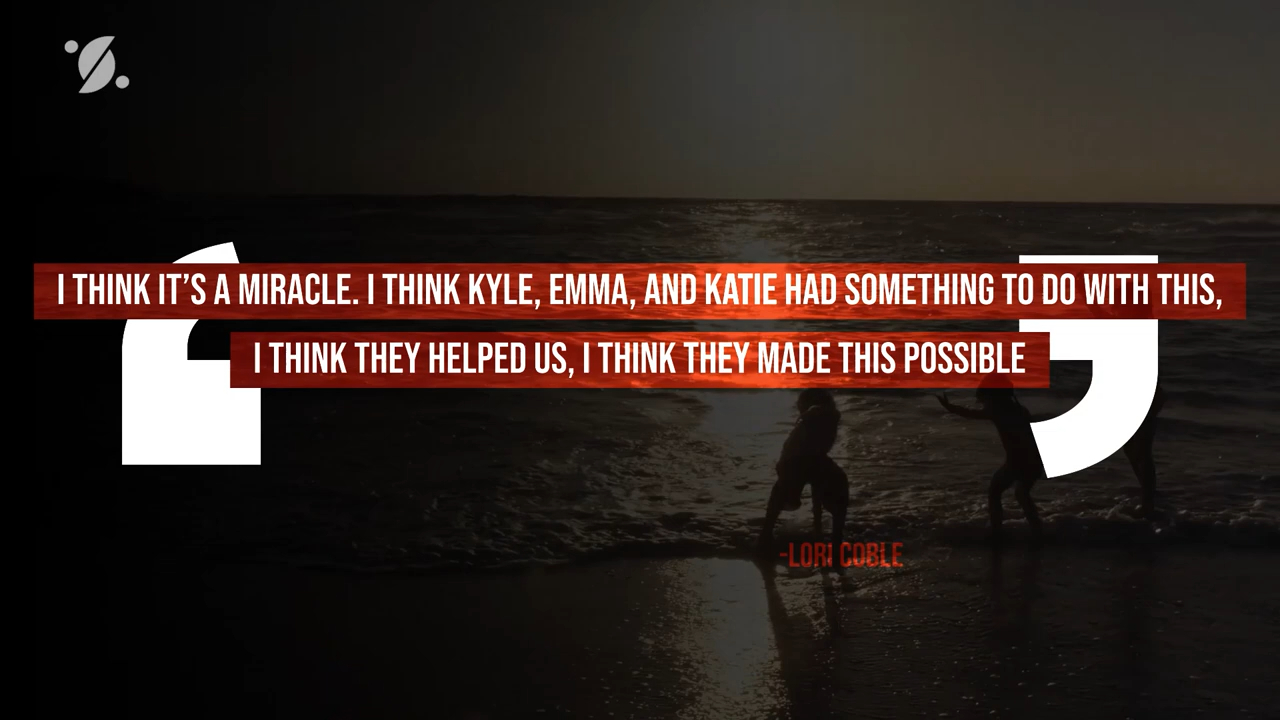 I THINK IT'S A MIRACLE. I THINK KYLE, EMMA, AND KATIE HAD SOMETHING TO DO WITH THIS,
I THINK THEY HELPED US, I THINK THEY MADE THIS POSSIBLE
-LORI COBLE